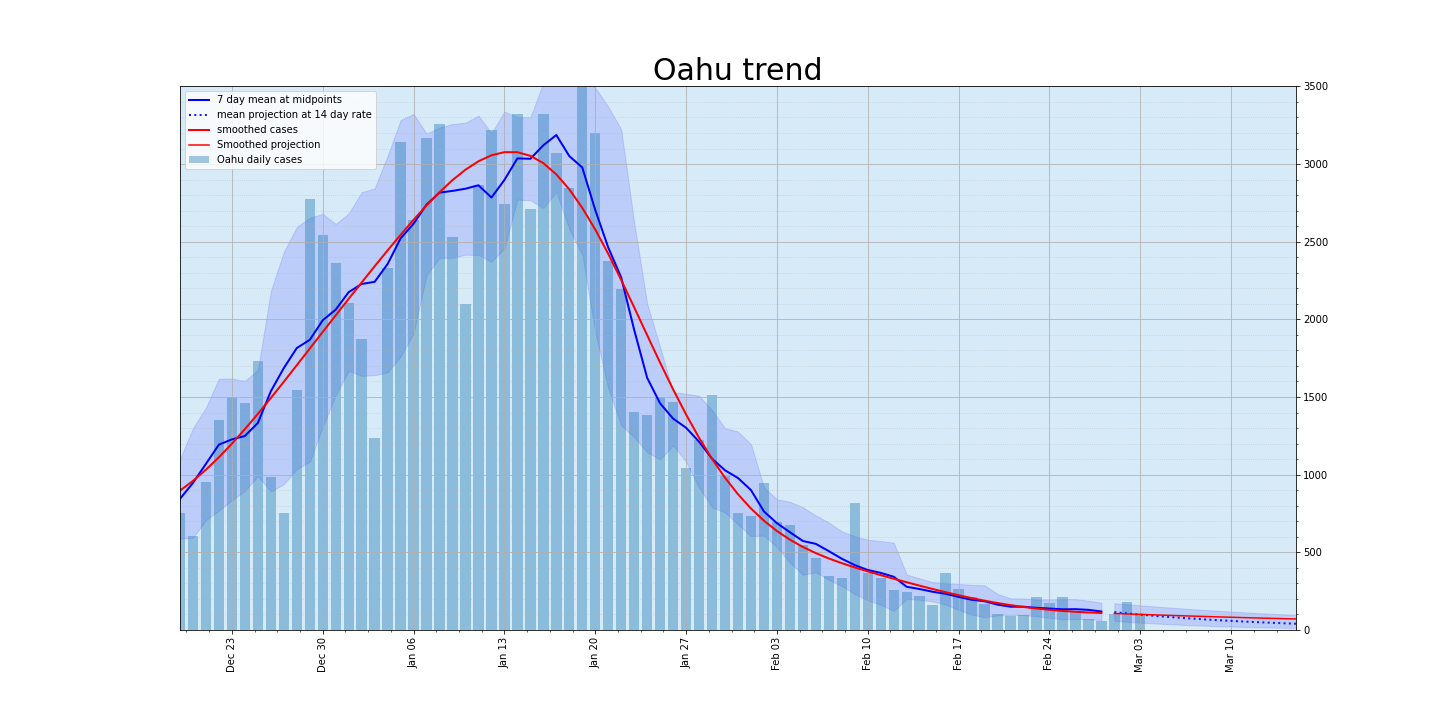 Oahu trend
7 day mean at midpoints
mean projection at 14 day rate
smoothed cases
Smoothed projection
Oahu daily cases
3500
3000
2500
2000
1500
1000
500
0
Dec 23
Dec 30
Jan 06
Jan 13
Jan 20
Jan 27
Feb 03
Feb 10
Feb 17
Feb 24
Mar 03
Mar 10